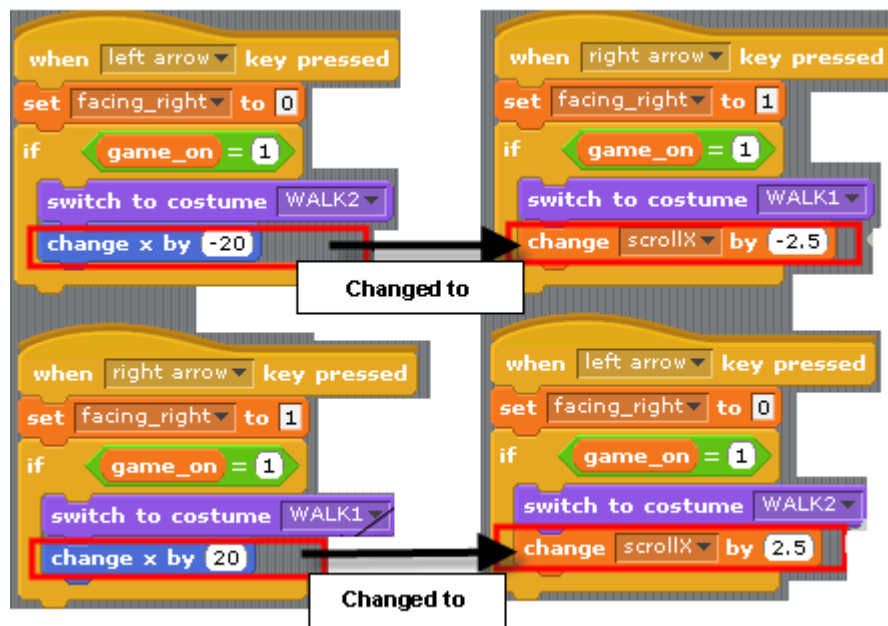 when left arrow key pressed
set facing_right to 0
if game_on = 1
switch to costume WALK2
change x by -20
when right arrow key pressed
set facing_right to 1
if game_on = 1
switch to costume WALK1
change scrollX by -2.5
Changed to
when right arrow key pressed
set facing_right to 1
if game_on = 1
switch to costume WALK1
change x by 20
when left arrow key pressed
set facing_right to 0
if game_on = 1
switch to costume WALK2
change scrollX by 2.5
Changed to